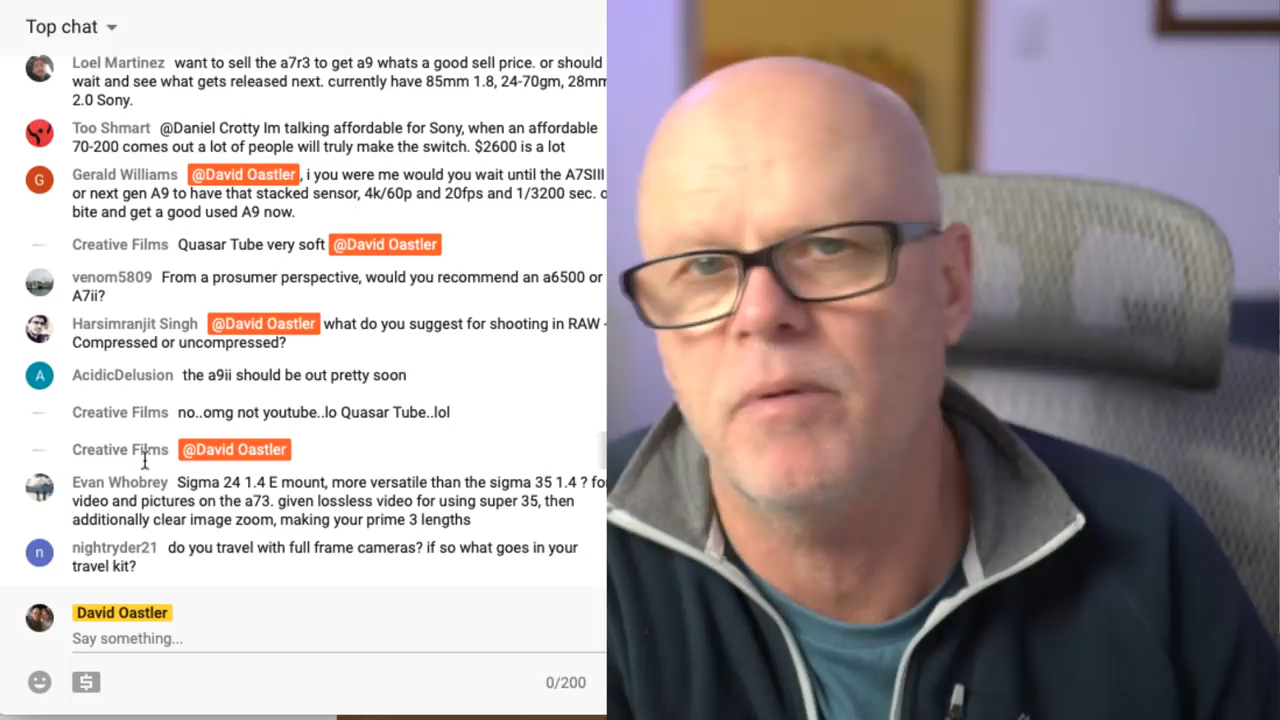 Top chat
Loel Martinez want to sell the a7r3 to get a9 whats a good sell price. or should
wait and see what gets released next. currently have 85mm 1.8, 24-70gm, 28mm
2.0 Sony.
Too Shmart @Daniel Crotty Im talking affordable for Sony, when an affordable
70-200 comes out a lot of people will truly make the switch. $2600 is a lot
G
Gerald Williams @David Oastler, i you were me would you wait until the A7SIII
or next gen A9 to have that stacked sensor, 4k/60p and 20fps and 1/3200 sec. o
bite and get a good used A9 now.
Creative Films Quasar Tube very soft @David Oastler
venom5809 From a prosumer perspective, would you recommend an a6500 or
A7ii?
Harsimranjit Singh @David Oastler what do you suggest for shooting in RAW -
Compressed or uncompressed?
A AcidicDelusion the a9ii should be out pretty soon
Creative Films no..omg not youtube..lo Quasar Tube..lol
Creative Films @David Oastler
Evan Whobrey Sigma 24 1.4 E mount, more versatile than the sigma 35 1.4 ? fo
video and pictures on the a73. given lossless video for using super 35, then
additionally clear image zoom, making your prime 3 lengths
n
nightryder21 do you travel with full frame cameras? if so what goes in your
travel kit?
David Oastler
Say something...
$ 0/200